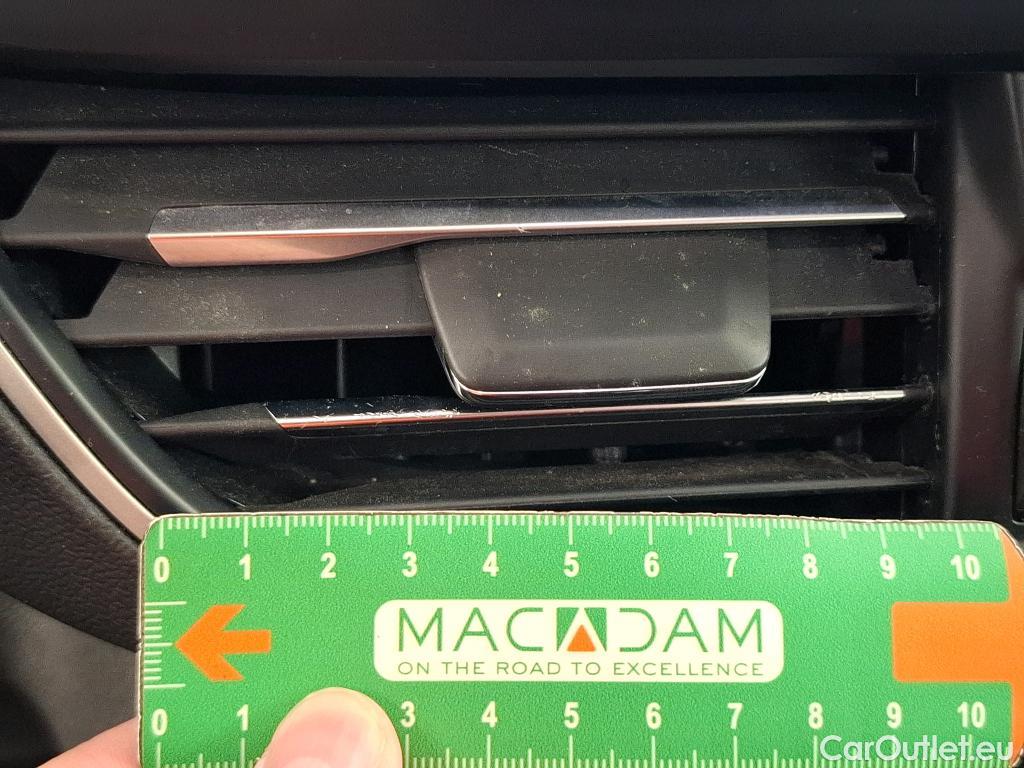 0 1 2 3 4 5 6 7 8 9 10
MACADAM
ON THE ROAD TO EXCELLENCE
0 1 3 4 5 6 7 8 9 10
CarOutlet.eu